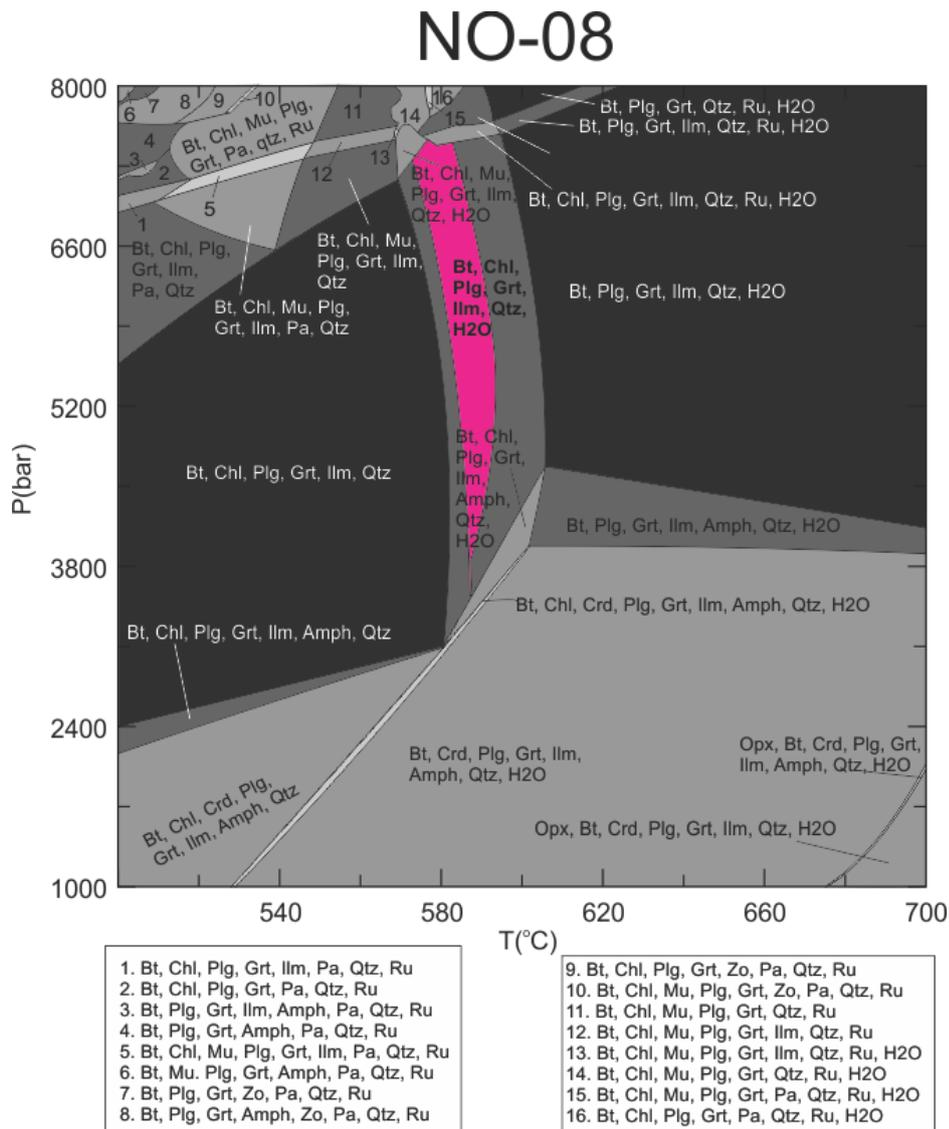 NO-08
8000
6600
5200
3800
2400
1000
P(bar)
540
580
620
660
700
T(°C)
6
7
8
9
10
11
14
16
15
4
3
2
1
5
12
13
Bt, Chl, Mu, Plg,
Grt, Pa, qtz, Ru
Bt, Plg, Grt, Qtz, Ru, H2O
Bt, Plg, Grt, Ilm, Qtz, Ru, H2O
Bt, Chl, Mu,
Plg, Grt, Ilm,
Qtz, H2O
Bt, Chl, Plg, Grt, Ilm, Qtz, Ru, H2O
Bt, Chl, Plg,
Grt, Ilm,
Pa, Qtz
Bt, Chl, Mu,
Plg, Grt, Ilm,
Qtz
Bt, Chl, Mu, Plg,
Grt, Ilm, Pa, Qtz
Bt, Chl,
Plg, Grt,
Ilm, Qtz,
H2O
Bt, Plg, Grt, Ilm, Qtz, H2O
Bt, Chl, Plg, Grt, Ilm, Qtz
Bt, Chl,
Plg, Grt,
Ilm,
Amph,
Qtz,
H2O
Bt, Plg, Grt, Ilm, Amph, Qtz, H2O
Bt, Chl, Crd, Plg, Grt, Ilm, Amph, Qtz, H2O
Bt, Chl, Plg, Grt, Ilm, Amph, Qtz
Bt, Crd, Plg, Grt, Ilm,
Amph, Qtz, H2O
Opx, Bt, Crd, Plg, Grt,
Ilm, Amph, Qtz, H2O
Bt, Chl, Crd, Plg,
Grt, Ilm, Amph, Qtz
Opx, Bt, Crd, Plg, Grt, Ilm, Qtz, H2O
1. Bt, Chl, Plg, Grt, Ilm, Pa, Qtz, Ru
2. Bt, Chl, Plg, Grt, Pa, Qtz, Ru
3. Bt, Plg, Grt, Ilm, Amph, Pa, Qtz, Ru
4. Bt, Plg, Grt, Amph, Pa, Qtz, Ru
5. Bt, Chl, Mu, Plg, Grt, Ilm, Pa, Qtz, Ru
6. Bt, Mu. Plg, Grt, Amph, Pa, Qtz, Ru
7. Bt, Plg, Grt, Zo, Pa, Qtz, Ru
8. Bt, Plg, Grt, Amph, Zo, Pa, Qtz, Ru
9. Bt, Chl, Plg, Grt, Zo, Pa, Qtz, Ru
10. Bt, Chl, Mu, Plg, Grt, Zo, Pa, Qtz, Ru
11. Bt, Chl, Mu, Plg, Grt, Qtz, Ru
12. Bt, Chl, Mu, Plg, Grt, Ilm, Qtz, Ru
13. Bt, Chl, Mu, Plg, Grt, Ilm, Qtz, Ru, H2O
14. Bt, Chl, Mu, Plg, Grt, Qtz, Ru, H2O
15. Bt, Chl, Mu, Plg, Grt, Pa, Qtz, Ru, H2O
16. Bt, Chl, Plg, Grt, Pa, Qtz, Ru, H2O